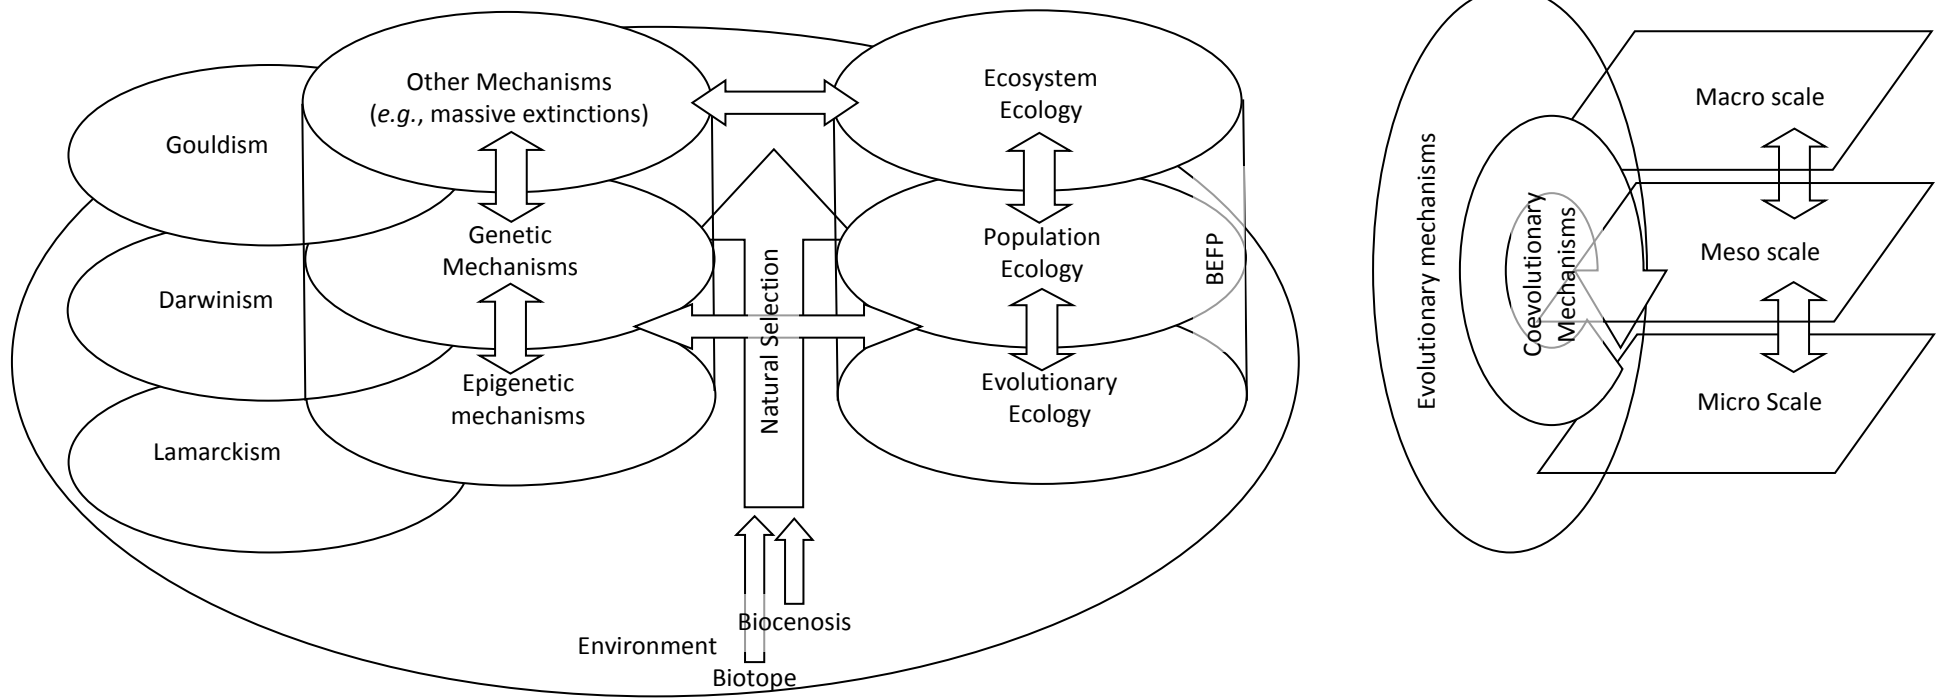 Gouldism
Darwinism
Lamarckism
Other Mechanisms
(e.g., massive extinctions)
Genetic
Mechanisms
Epigenetic
mechanisms
Natural Selection
Ecosystem
Ecology
Population
Ecology
Evolutionary
Ecology
BEFP
Biocenosis
Environment
Biotope
Evolutionary mechanisms
Coevolutionary
Mechanisms
Macro scale
Meso scale
Micro Scale